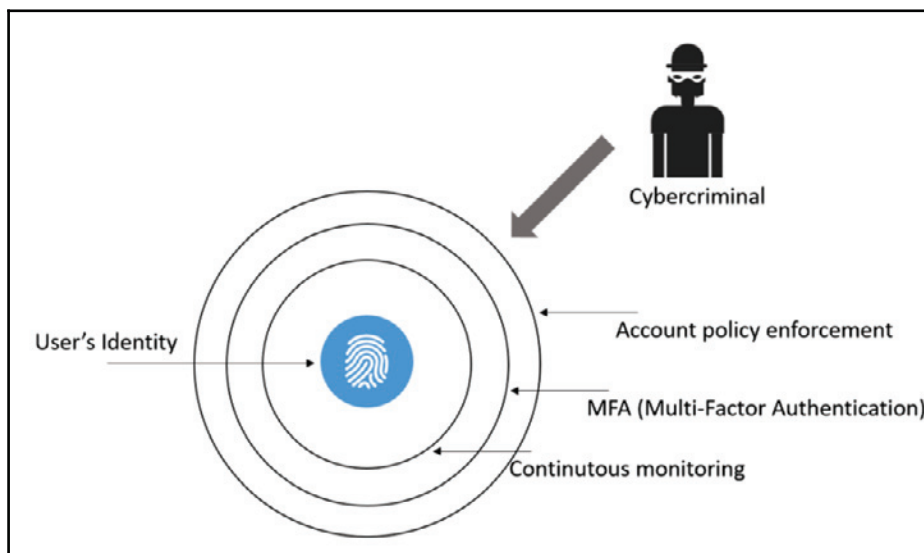 Cybercriminal
User's Identity
Account policy enforcement
MFA (Multi-Factor Authentication)
Continutous monitoring